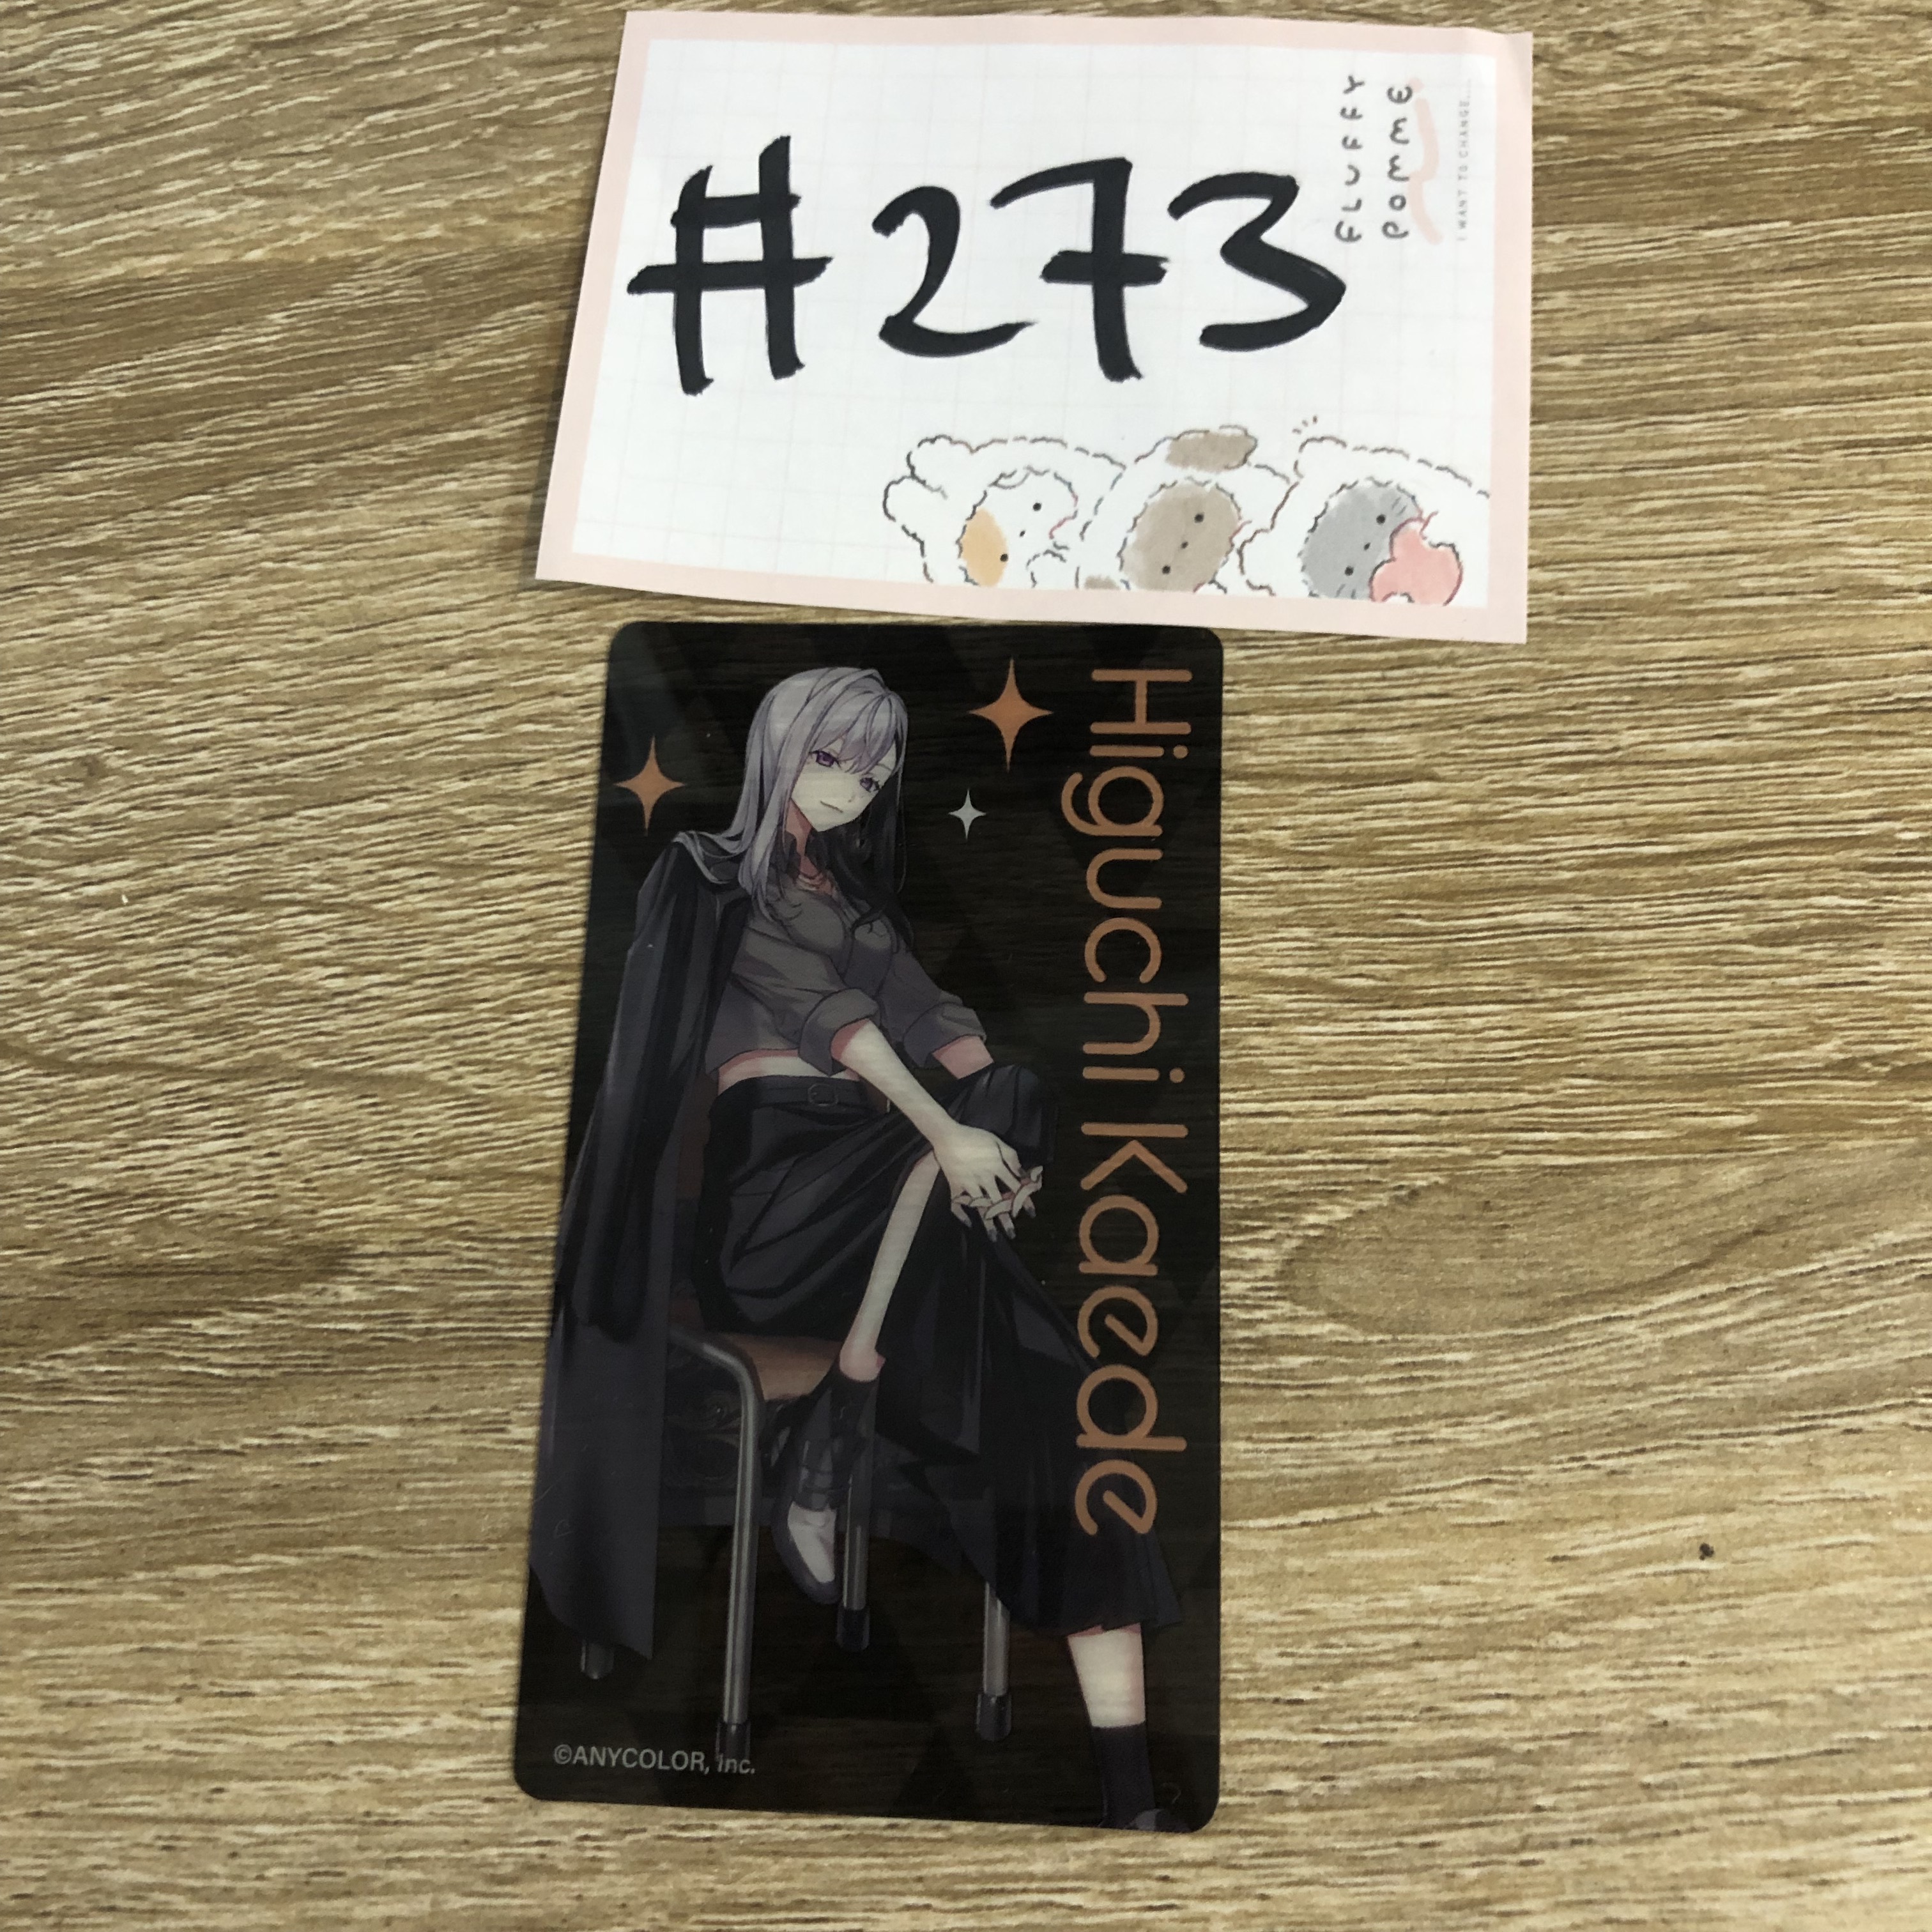 #273
FLUFFY
POMME
I WANT TO CHANGE....
Higuchi Kaede
©ANYCOLOR, Inc.